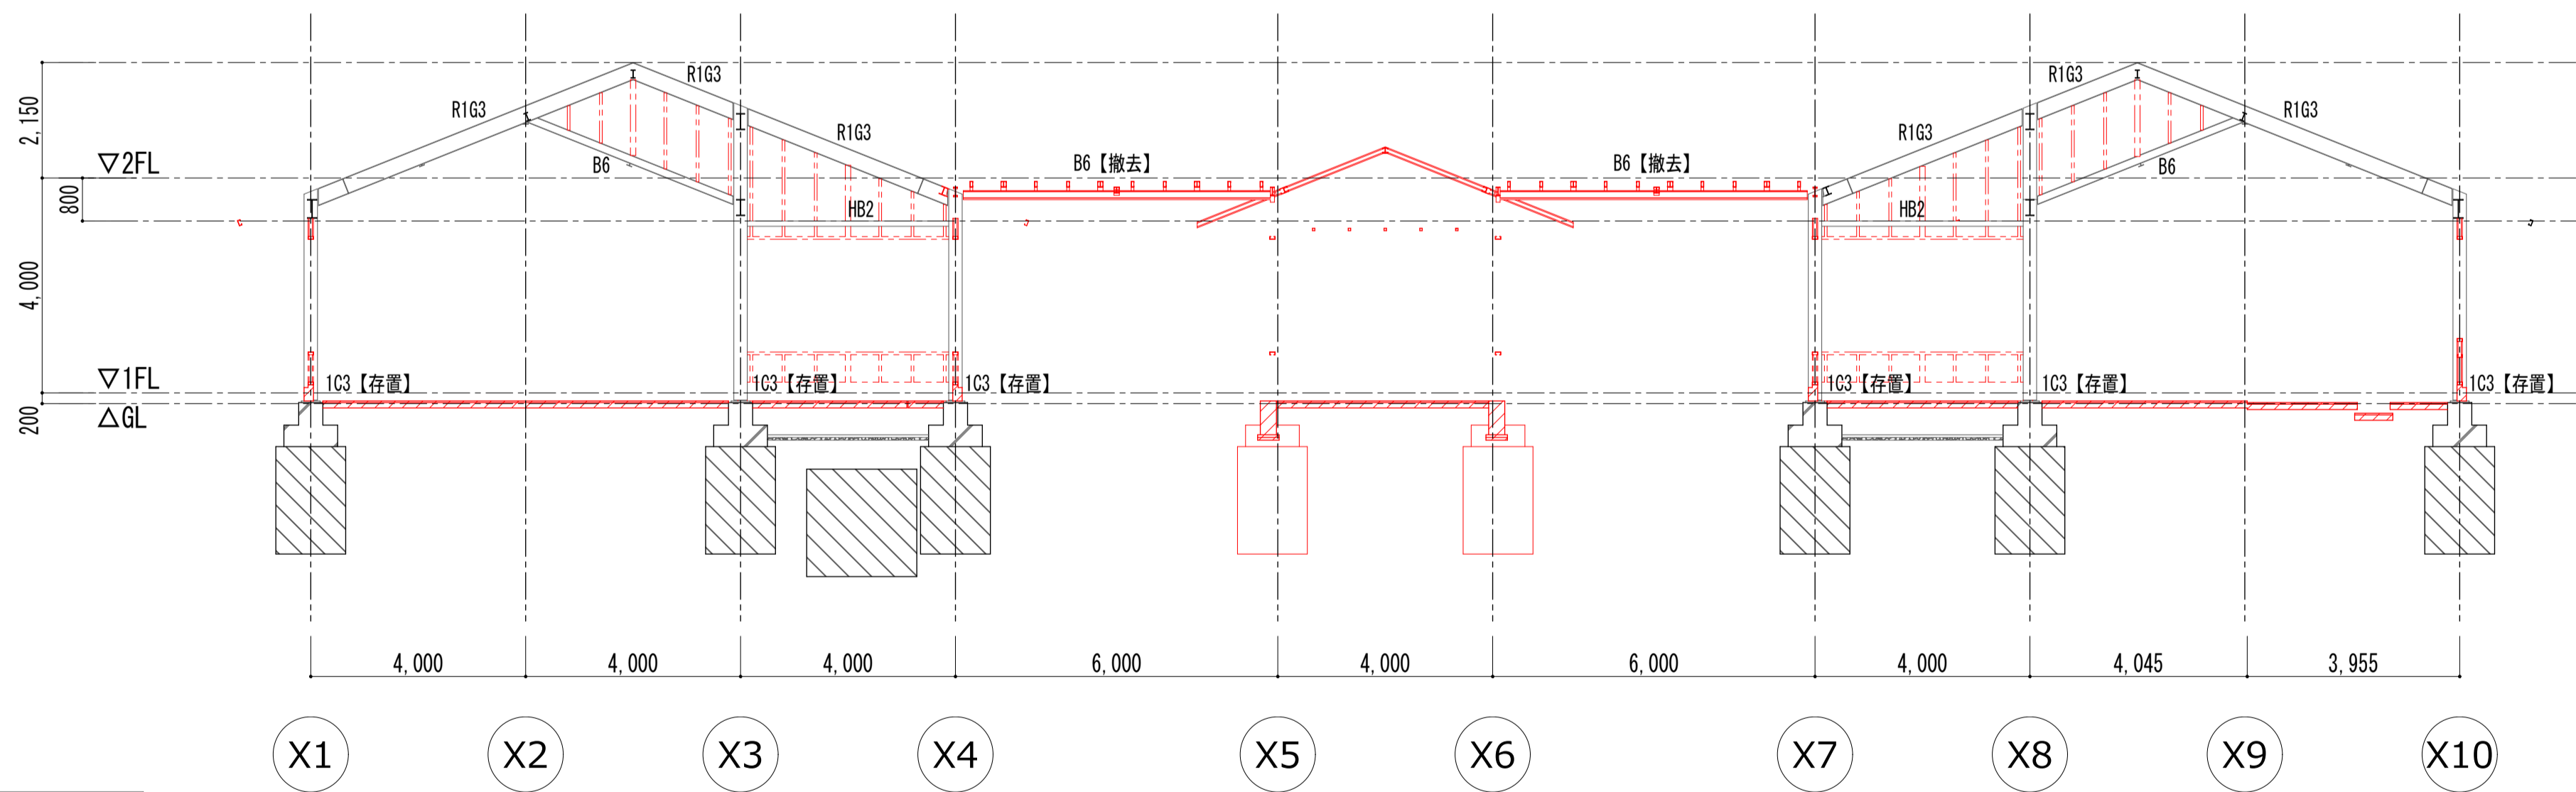 R1G3
R1G3
R1G3
R1G3
2,150
R1G3
R1G3
▽2FL
B6
B6【撤去】
B6【撤去】
B6
800
HB2
HB2
4,000
▽1FL
1C3【存置】
1C3【存置】
1C3【存置】
1C3【存置】
1C3【存置】
1C3【存置】
200
△GL
4,000
4,000
4,000
6,000
4,000
6,000
4,000
4,045
3,955
X1
X2
X3
X4
X5
X6
X7
X8
X9
X10